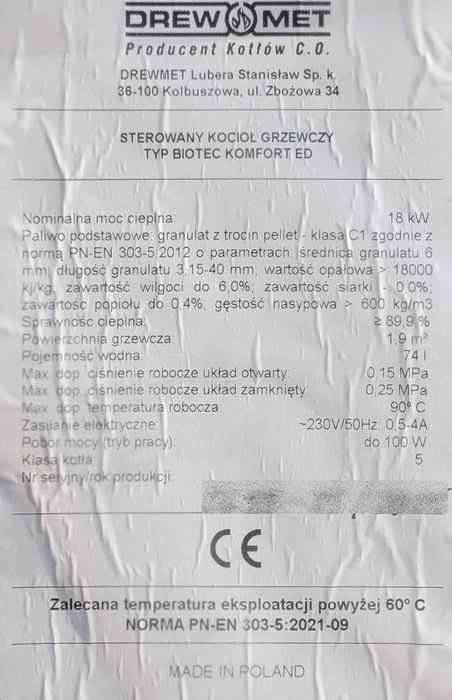 DREWMET
Producent Kotłów C.O.
DREWMET Lubera Stanisław Sp. k.
36-100 Kolbuszowa, ul. Zbożowa 34
STEROWANY KOCIOŁ GRZEWCZY
TYP BIOTEC KOMFORT ED
Nominalna moc cieplna: 18 kW
Paliwo podstawowe: granulat z trocin pellet - klasa C1 zgodnie z
normą PN-EN 303-5:2012 o parametrach: średnica granulatu 6
mm, długość granulatu 3,15-40 mm; wartość opałowa > 18000
kj/kg; zawartość wilgoci do 6,0%; zawartość siarki - 0,0%;
zawartość popiołu do 0,4%; gęstość nasypowa > 600 kg/m3
Sprawność cieplna: ≥ 89,9 %
Powierzchnia grzewcza: 1,9 m²
Pojemność wodna: 74 l
Max. dop. ciśnienie robocze układ otwarty: 0,15 MPa
Max. dop. ciśnienie robocze układ zamknięty: 0,25 MPa
Max. dop. temperatura robocza: 90º C
Zasilanie elektryczne: ~230V/50Hz; 0,5-4A
Pobór mocy (tryb pracy): do 100 W
Klasa kotła: 5
Nr seryjny/rok produkcji:
CE
Zalecana temperatura eksploatacji powyżej 60º C
NORMA PN-EN 303-5:2021-09
MADE IN POLAND